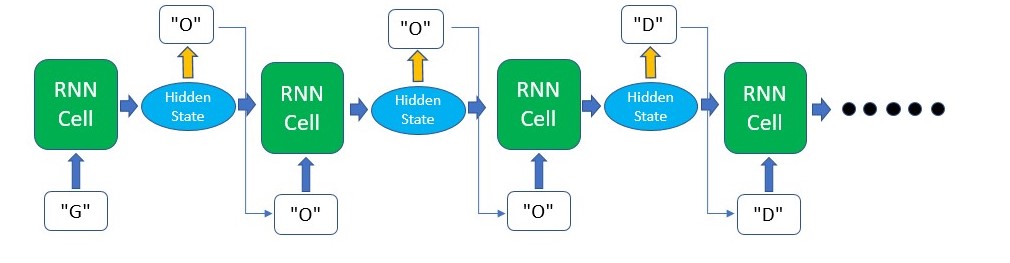 "O"
"O"
"D"
RNN
Cell
Hidden
State
RNN
Cell
Hidden
State
RNN
Cell
Hidden
State
RNN
Cell
"G"
"O"
"O"
"D"